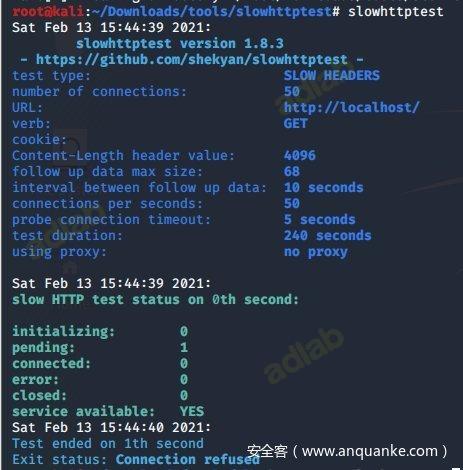 root@kali:~/Downloads/tools/slowhttptest# slowhttptest
Sat Feb 13 15:44:39 2021:
slowhttptest version 1.8.3
- https://github.com/shekyan/slowhttptest -
test type: SLOW HEADERS
number of connections: 50
URL: http://localhost/
verb: GET
cookie:
Content-Length header value: 4096
follow up data max size: 68
interval between follow up data: 10 seconds
connections per seconds: 50
probe connection timeout: 5 seconds
test duration: 240 seconds
using proxy: no proxy
Sat Feb 13 15:44:39 2021:
slow HTTP test status on 0th second:
initializing: 0
pending: 1
connected: 0
error: 0
closed: 0
service available: YES
Sat Feb 13 15:44:40 2021:
Test ended on 1th second
Exit status: Connection refused
安全客（www.anquanke.com）
adlab
adlab
adlab